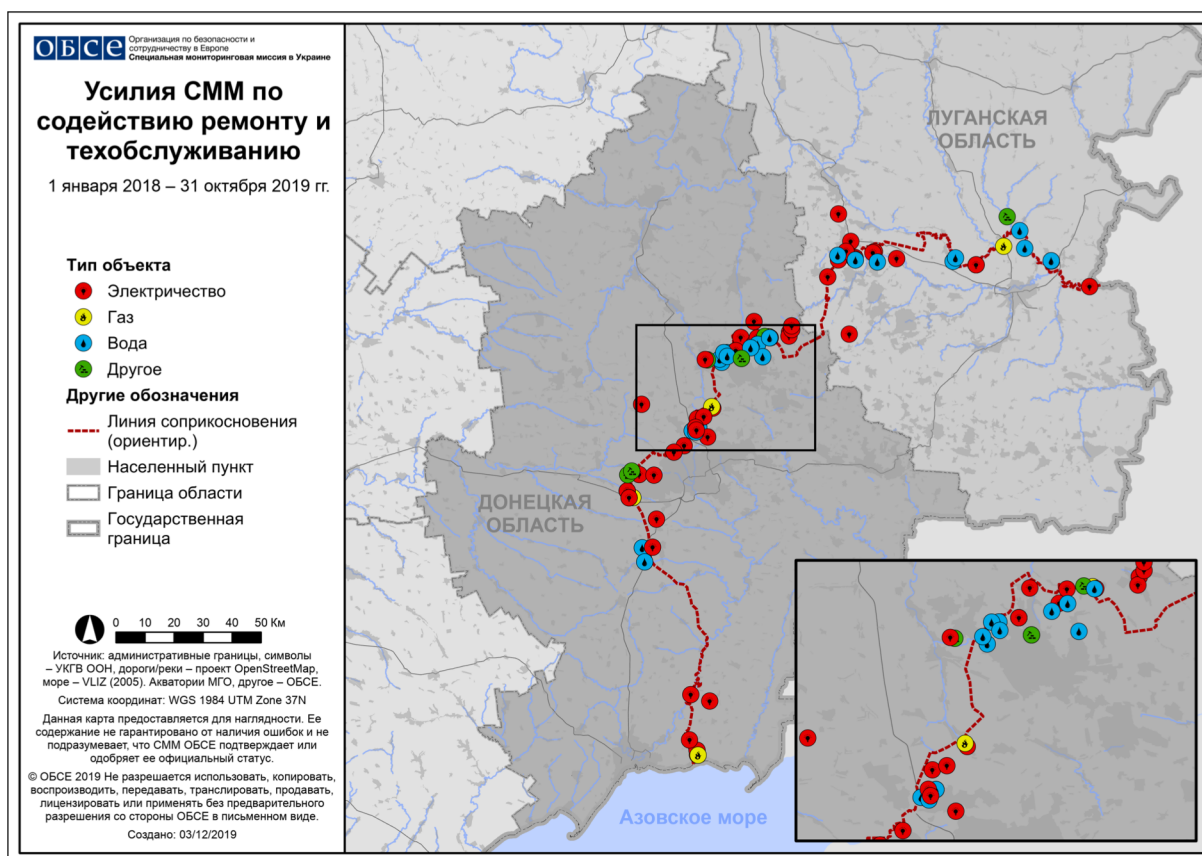 ОБСЕ
Организация по безопасности и
сотрудничеству в Европе
Специальная мониторинговая миссия в Украине
Усилия СММ по
содействию ремонту и
техобслуживанию
1 января 2018 – 31 октября 2019 гг.
Тип объекта
Электричество
Газ
Вода
Другое
Другие обозначения
Линия соприкосновения
(ориентир.)
Населенный пункт
Граница области
Государственная
граница
0 10 20 30 40 50 Км
Источник: административные границы, символы
– УКГВ ООН, дороги/реки – проект OpenStreetMap,
море – VLIZ (2005). Акватории МГО, другое – ОБСЕ.
Система координат: WGS 1984 UTM Zone 37N
Данная карта предоставляется для наглядности. Ее
содержание не гарантировано от наличия ошибок и не
подразумевает, что СММ ОБСЕ подтверждает или
одобряет ее официальный статус.
© ОБСЕ 2019 Не разрешается использовать, копировать,
воспроизводить, передавать, транслировать, продавать,
лицензировать или применять без предварительного
разрешения со стороны ОБСЕ в письменном виде.
Создано: 03/12/2019
ЛУГАНСКАЯ
ОБЛАСТЬ
ДОНЕЦКАЯ
ОБЛАСТЬ
Азовское море